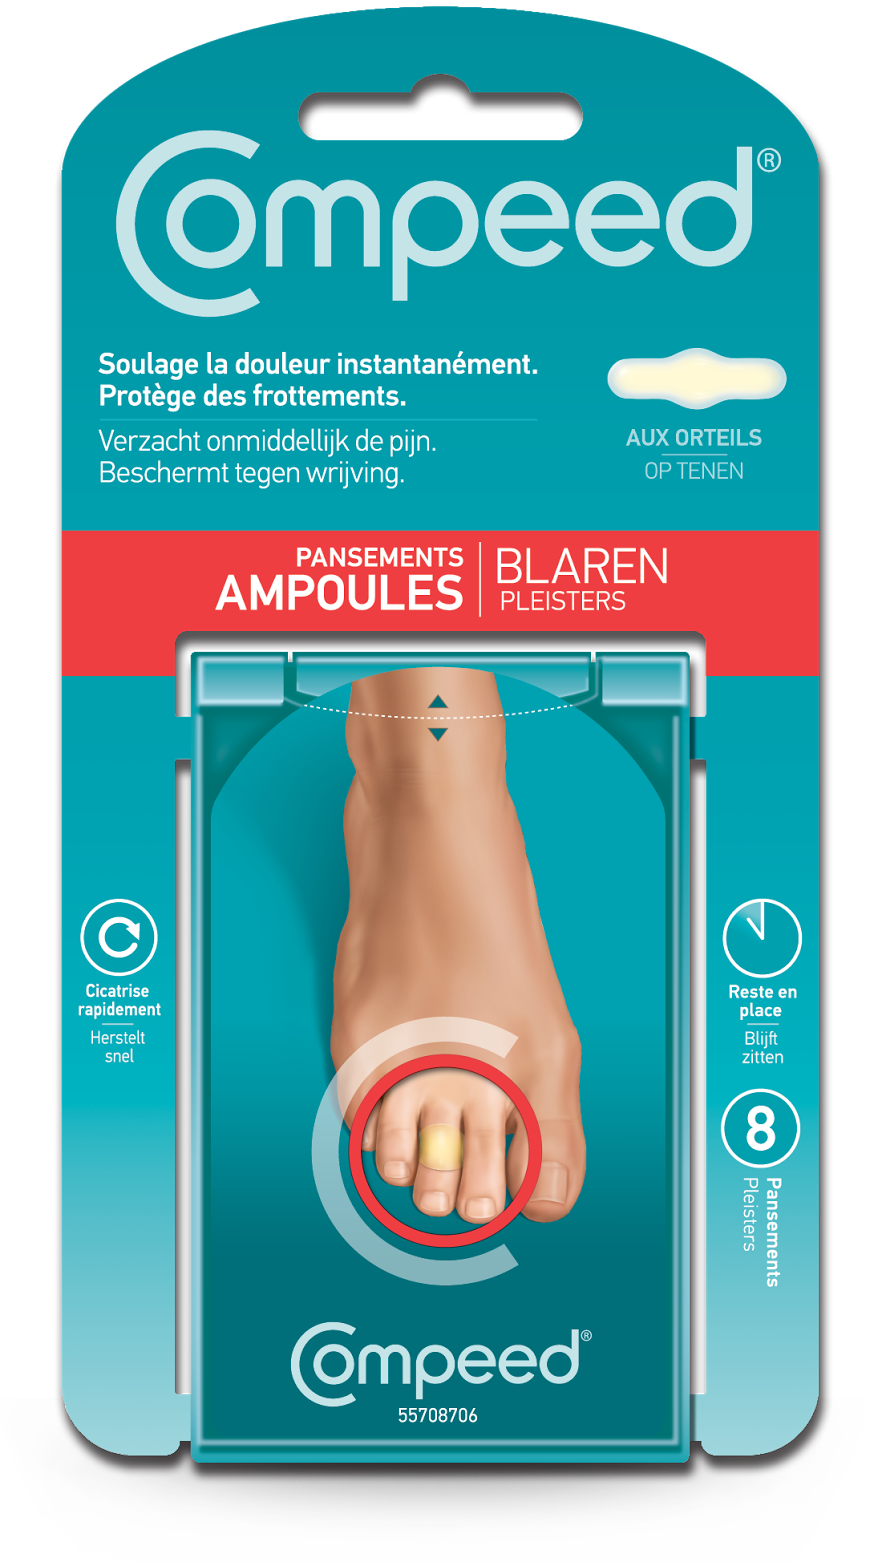 Compeed®
Soulage la douleur instantanément.
Protège des frottements.
Verzacht onmiddellijk de pijn.
Beschermt tegen wrijving.
AUX ORTEILS
OP TENEN
PANSEMENTS
AMPOULES
BLAREN
PLEISTERS
Cicatrise
rapidement
Herstelt
snel
Reste en
place
Blijft
zitten
8
Pansements
Pleisters
Compeed®
55708706